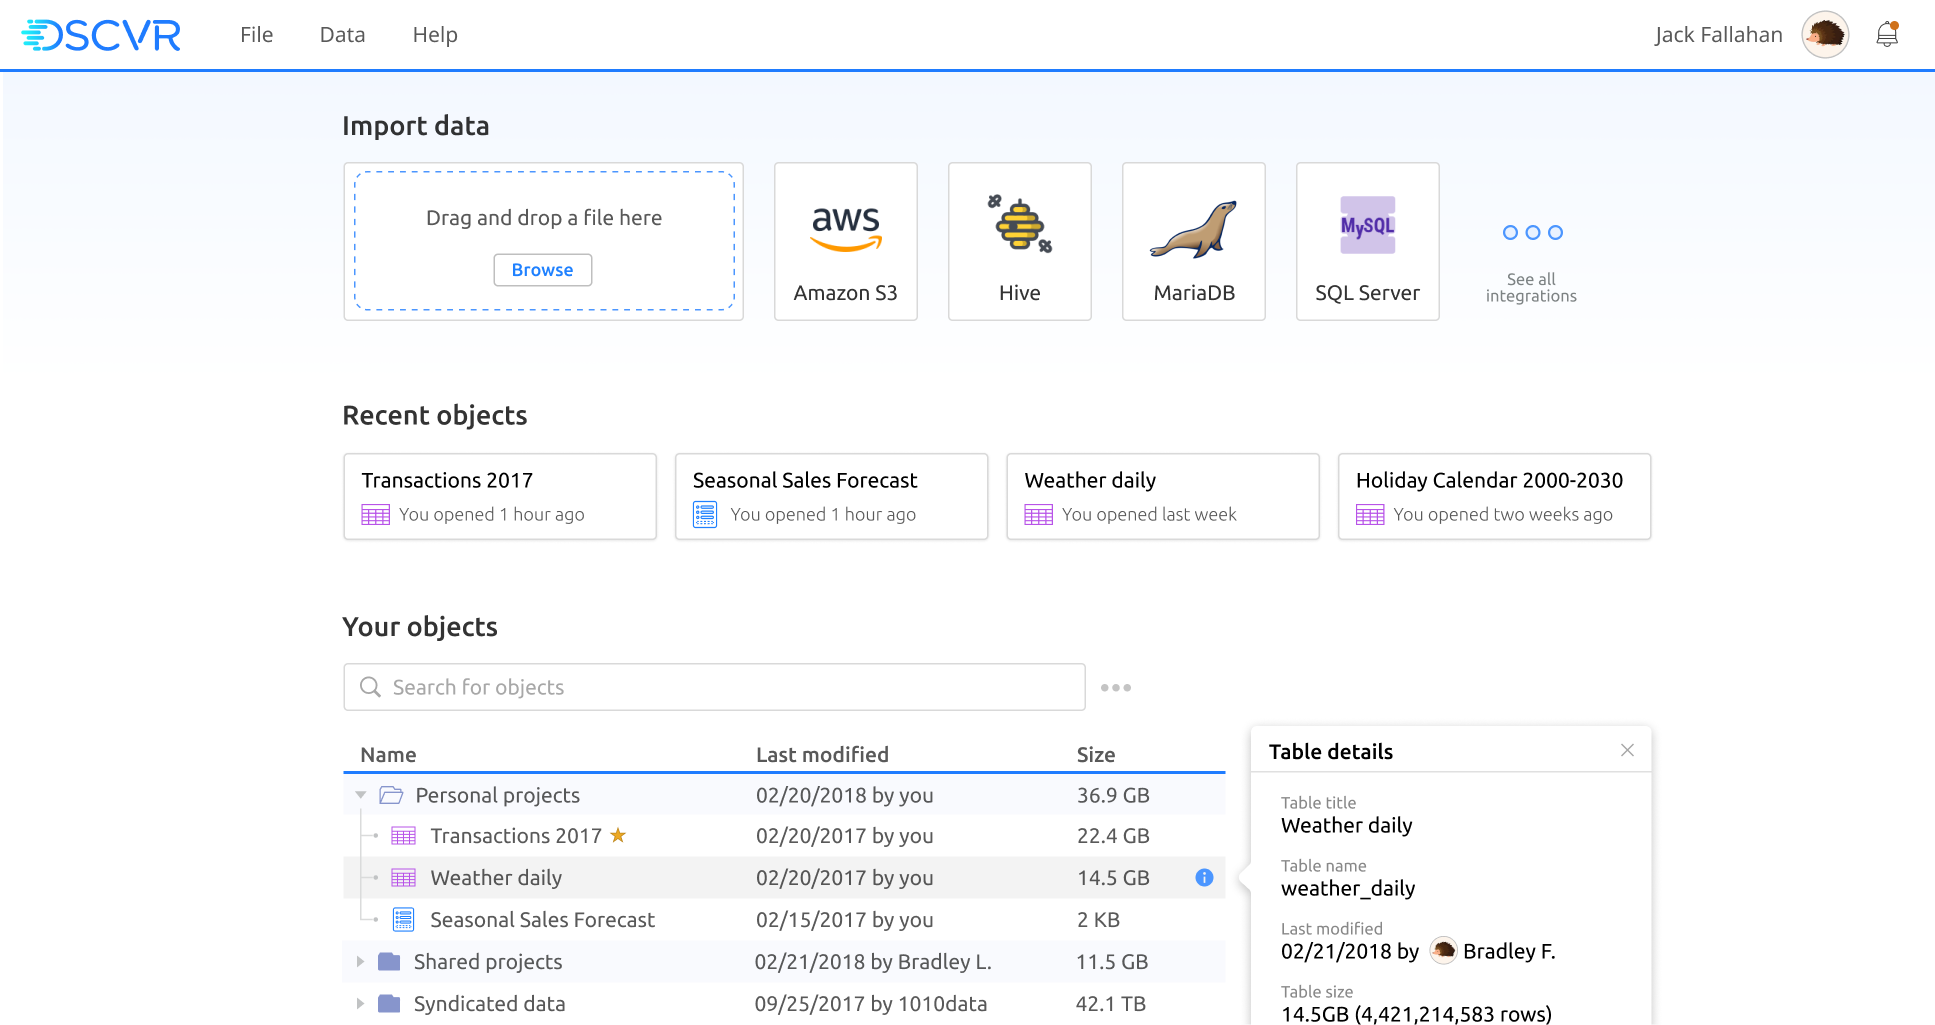 DSCVR
File Data Help
Jack Fallahan
Import data
Drag and drop a file here
Browse
aws
Amazon S3
Hive
MariaDB
MySQL
SQL Server
See all
integrations
Recent objects
Transactions 2017
You opened 1 hour ago
Seasonal Sales Forecast
You opened 1 hour ago
Weather daily
You opened last week
Holiday Calendar 2000-2030
You opened two weeks ago
Your objects
Search for objects
Name Last modified Size
Personal projects 02/20/2018 by you 36.9 GB
Transactions 2017 02/20/2017 by you 22.4 GB
Weather daily 02/20/2017 by you 14.5 GB
Seasonal Sales Forecast 02/15/2017 by you 2 KB
Shared projects 02/21/2018 by Bradley L. 11.5 GB
Syndicated data 09/25/2017 by 1010data 42.1 TB
Table details
Table title
Weather daily
Table name
weather_daily
Last modified
02/21/2018 by Bradley F.
Table size
14.5GB (4,421,214,583 rows)